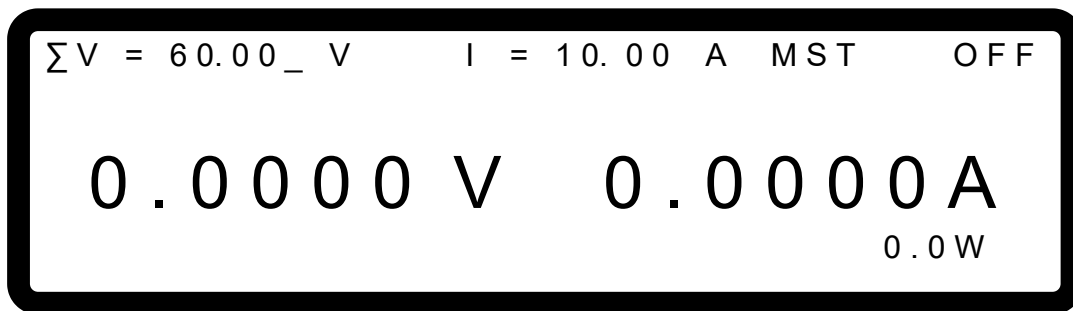 ∑V = 60.00_ V I = 10.00 A MST OFF
0.0000 V 0.0000A
0.0W